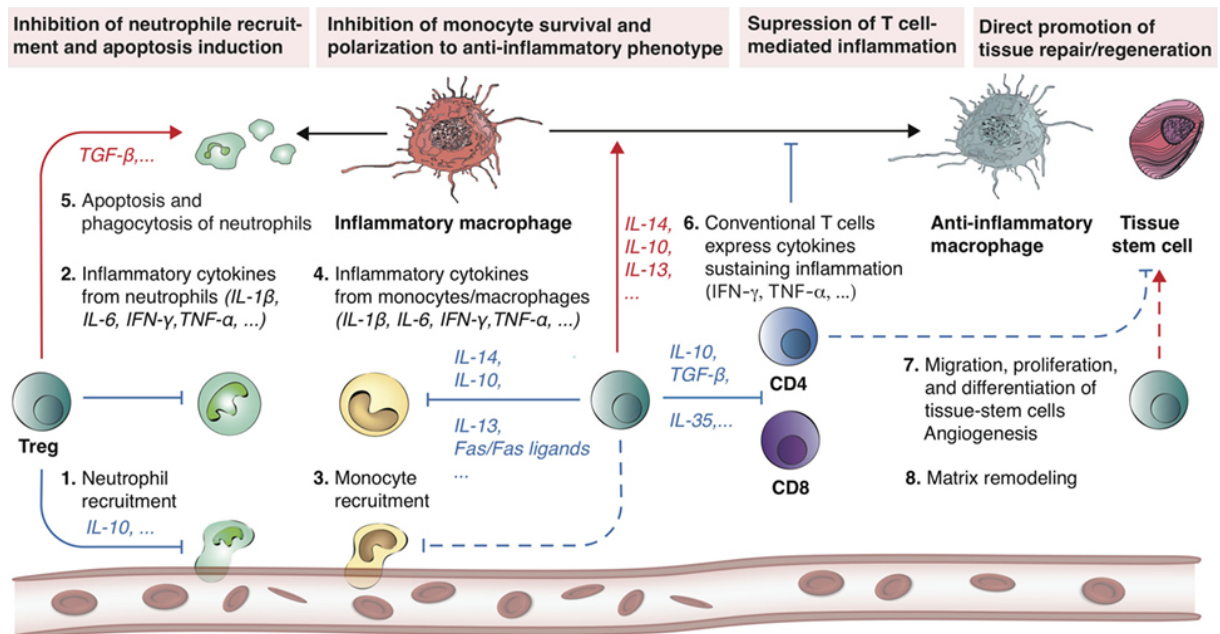 Inhibition of neutrophile recruit-
ment and apoptosis induction
Inhibition of monocyte survival and
polarization to anti-inflammatory phenotype
Supression of T cell-
mediated inflammation
Direct promotion of
tissue repair/regeneration
TGF-β,...
5. Apoptosis and
phagocytosis of neutrophils
Inflammatory macrophage
IL-14,
IL-10,
IL-13,
...
6. Conventional T cells
express cytokines
sustaining inflammation
(IFN-γ, TNF-α, ...)
Anti-inflammatory
macrophage
Tissue
stem cell
2. Inflammatory cytokines
from neutrophils (IL-1β,
IL-6, IFN-γ,TNF-α, ...)
4. Inflammatory cytokines
from monocytes/macrophages
(IL-1β, IL-6, IFN-γ,TNF-α, ...)
Treg
IL-14,
IL-10,
IL-13,
Fas/Fas ligands
...
IL-10,
TGF-β,
IL-35,...
CD4
CD8
7. Migration, proliferation,
and differentiation of
tissue-stem cells
Angiogenesis
8. Matrix remodeling
1. Neutrophil
recruitment
IL-10, ...
3. Monocyte
recruitment